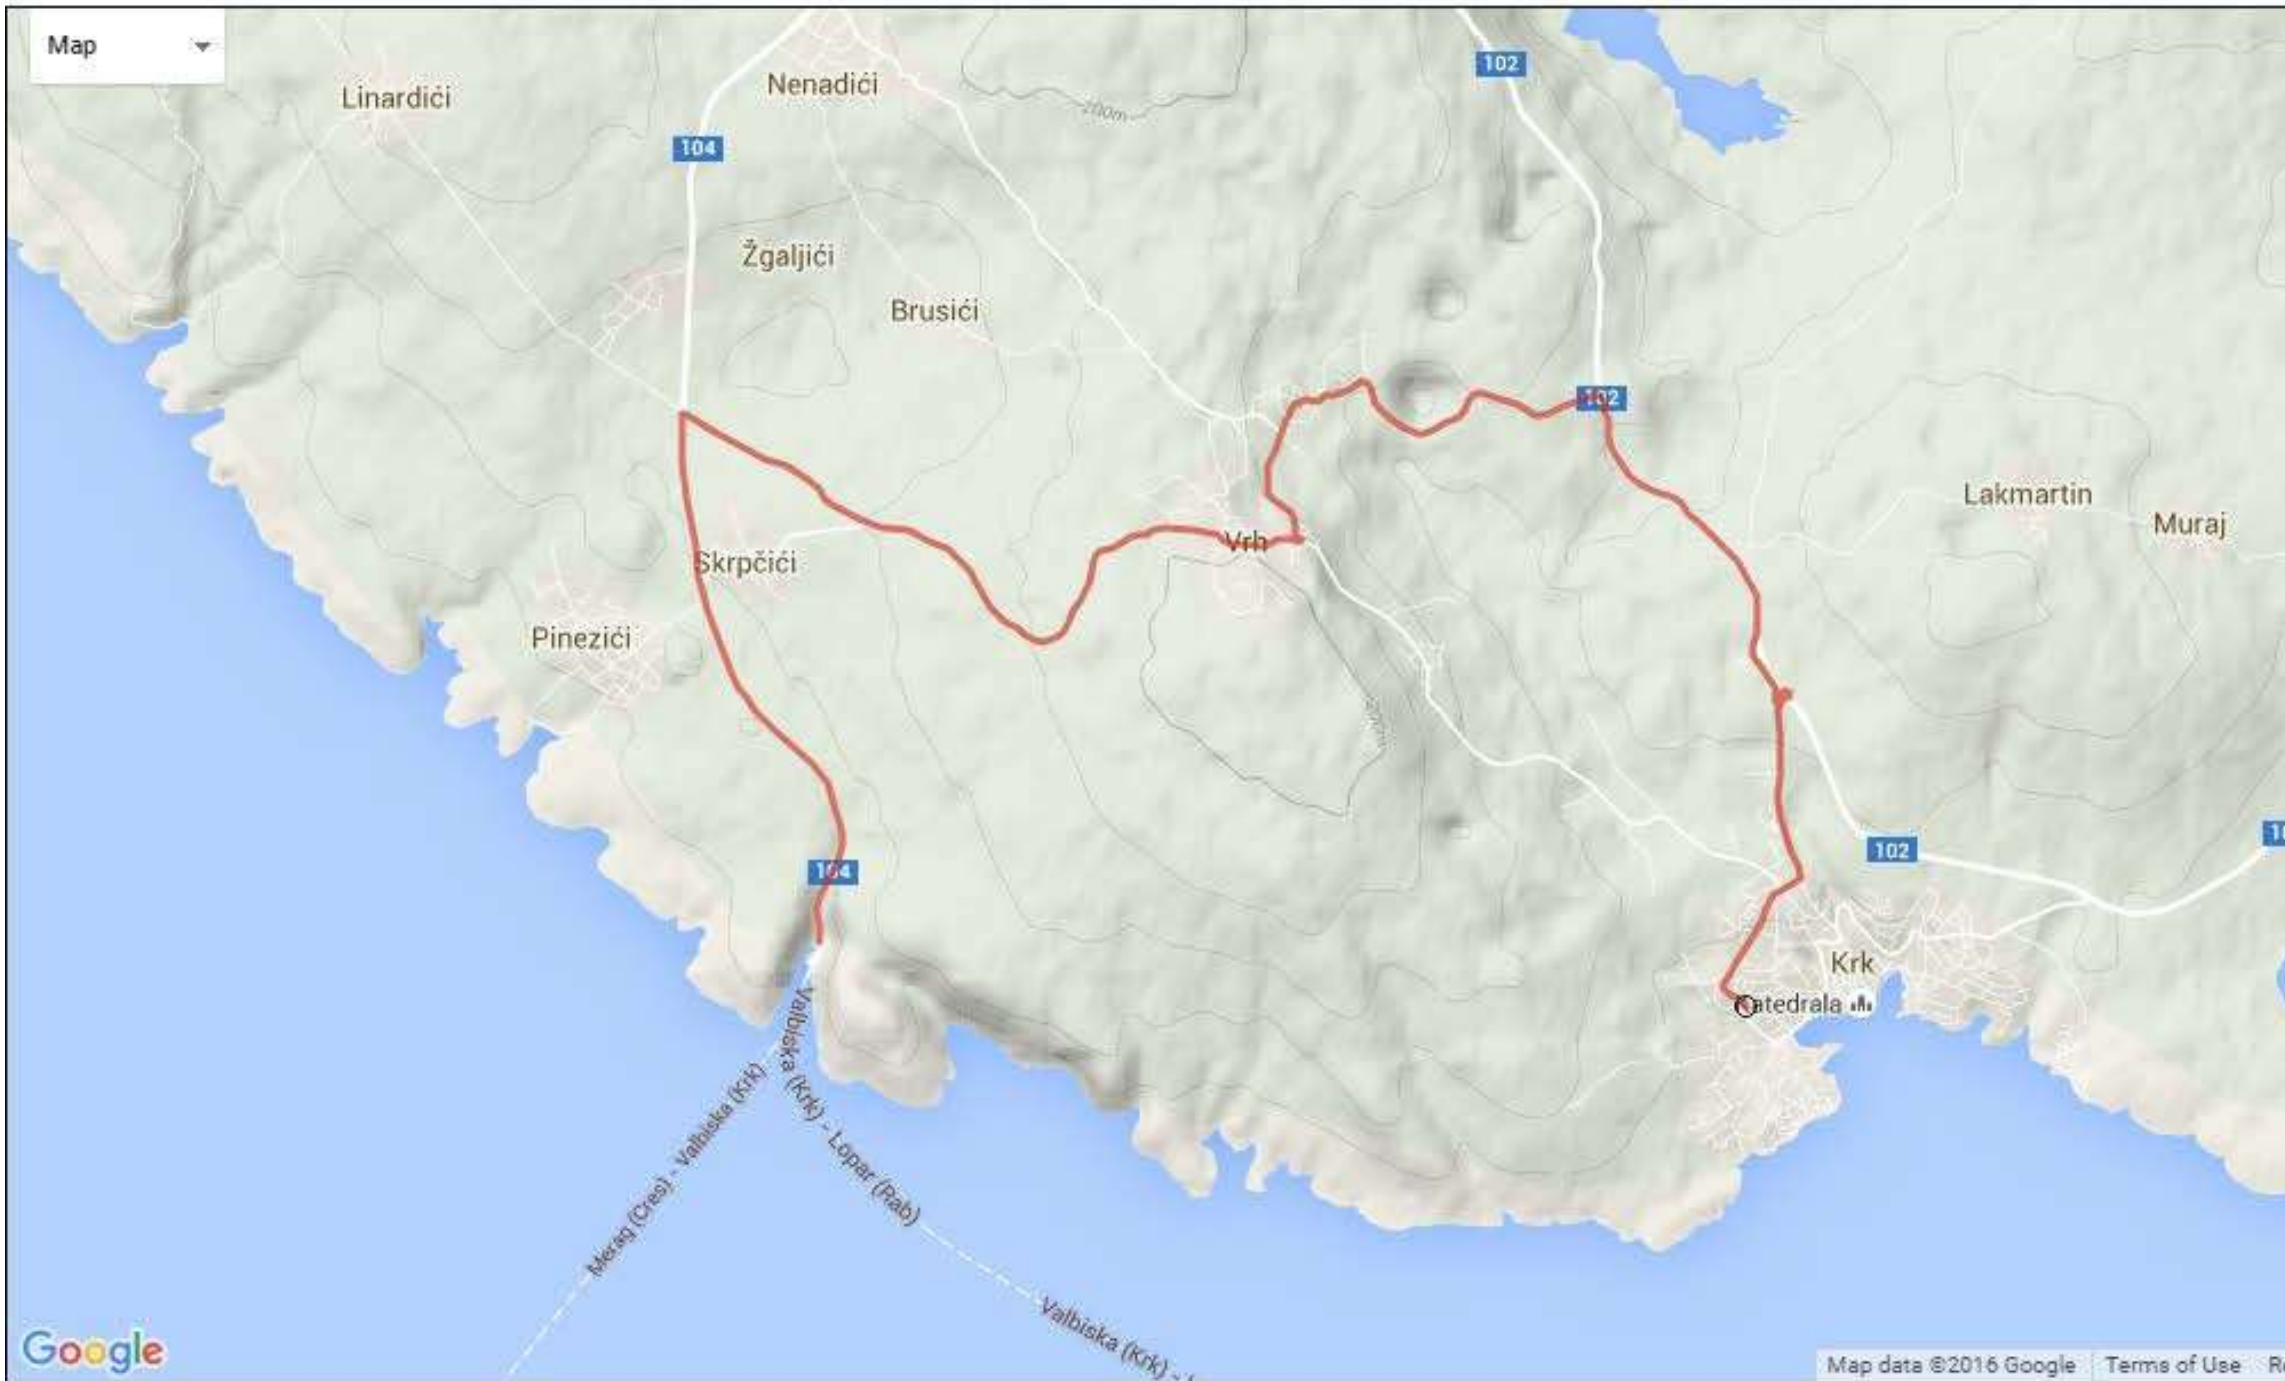 Map
Linardići
Nenadići
102
200m
104
Žgaljići
Brusići
102
Lakmartin
Muraj
Vrh
Skrpčići
Pinezići
102
104
Krk
Katedrala
Valbiska (Krk) - Lopar (Rab)
Merag (Cres) - Valbiska (Krk)
Valbiska (Krk) -
Google
Map data ©2016 Google
Terms of Use